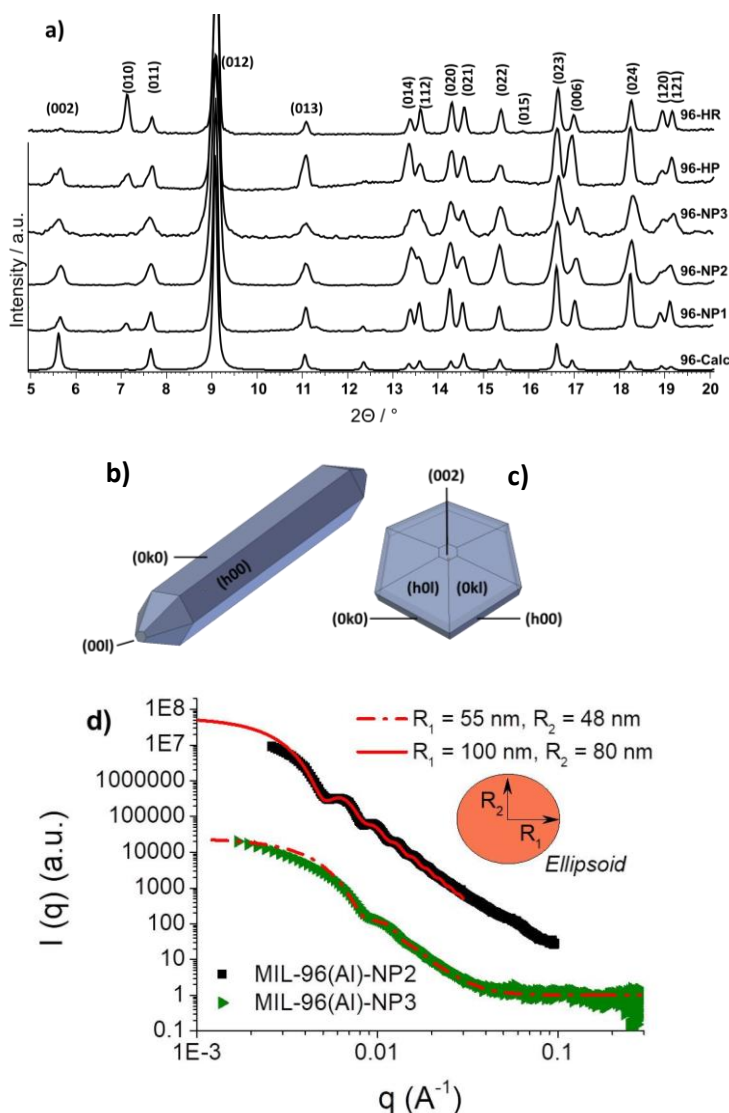 a)
(002)
(010)
(011)
(012)
(013)
(014)
(112)
(020)
(021)
(022)
(015)
(023)
(006)
(024)
(120)
(121)
96-HR
96-HP
96-NP3
96-NP2
96-NP1
96-Calc
Intensity / a.u.
5 6 7 8 9 10 11 12 13 14 15 16 17 18 19 20
2Θ / °
b)
(0k0)
(h00)
(00l)
c)
(002)
(h0l) (0kl)
(0k0) (h00)
d)
1E8
1E7
1000000
100000
10000
1000
100
10
1
0.1
I (q) (a.u.)
R1 = 55 nm, R2 = 48 nm
R1 = 100 nm, R2 = 80 nm
R2
R1
Ellipsoid
MIL-96(Al)-NP2
MIL-96(Al)-NP3
1E-3 0.01 0.1
q (A⁻¹)